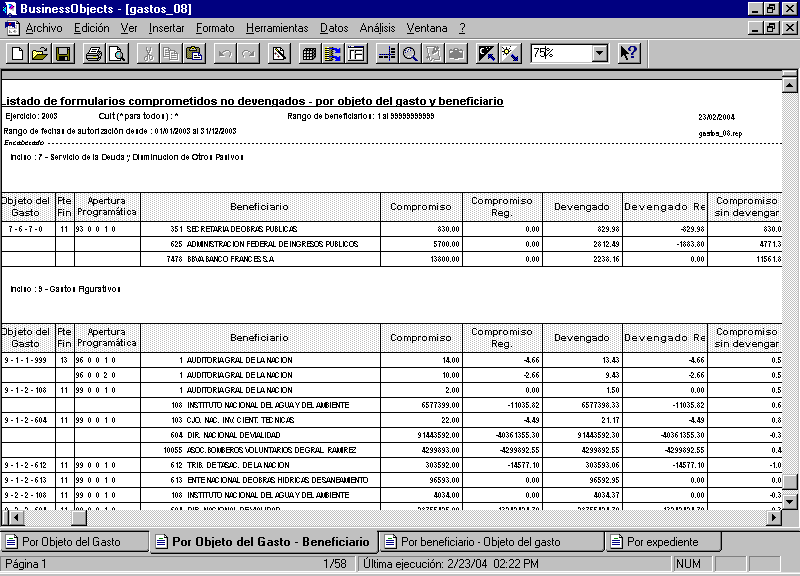 BusinessObjects - [gastos_08]
Archivo Edición Ver Insertar Formato Herramientas Datos Análisis Ventana ?
75%
Listado de formularios comprometidos no devengados - por objeto del gasto y beneficiario
Ejercicio: 2003 Cuit (* para todos) : * Rango de beneficiarios: 1 al 99999999999 23/02/2004
Rango de fechas de autorización desde : 01/01/2003 al 31/12/2003 gastos_08.rep
Encabezado
Inciso : 7 - Servicio de la Deuda y Disminucion de Otros Pasivos
Objeto del Gasto Fte Fin Apertura Programática Beneficiario Compromiso Compromiso Reg. Devengado Devengado Re Compromiso sin devengar
7 - 6 - 7 - 0 11 93 0 0 1 0 351 SECRETARIA DE OBRAS PUBLICAS 830.00 0.00 829.98 -829.98 830.0
625 ADMINISTRACION FEDERAL DE INGRESOS PUBLICOS 5700.00 0.00 2812.49 -1883.80 4771.3
7478 BBVA BANCO FRANCES S.A 13800.00 0.00 2238.16 0.00 11561.8
Inciso : 9 - Gastos Figurativos
Objeto del Gasto Fte Fin Apertura Programática Beneficiario Compromiso Compromiso Reg. Devengado Devengado Re Compromiso sin devengar
9 - 1 - 1 - 999 13 96 0 0 1 0 1 AUDITORIA GRAL DE LA NACION 14.00 -4.66 13.43 -4.66 0.5
96 0 0 2 0 1 AUDITORIA GRAL DE LA NACION 10.00 -2.66 9.43 -2.66 0.5
9 - 1 - 2 - 108 11 99 0 0 1 0 1 AUDITORIA GRAL DE LA NACION 2.00 0.00 1.50 0.00 0.5
108 INSTITUTO NACIONAL DEL AGUA Y DEL AMBIENTE 6577399.00 -11035.82 6577398.33 -11035.82 0.6
9 - 1 - 2 - 604 11 99 0 0 1 0 103 CJO. NAC. INV. CIENT. TECNICAS 22.00 -4.49 21.17 -4.49 0.8
604 DIR. NACIONAL DE VIALIDAD 91443592.00 -40361355.30 91443592.30 -40361355.30 -0.3
10055 ASOC. BOMBEROS VOLUNTARIOS DE GRAL RAMIREZ 4299893.00 -4299892.55 4299892.55 -4299892.55 0.4
9 - 1 - 2 - 612 11 99 0 0 1 0 612 TRIB. DE TASAC. DE LA NACION 303592.00 -14577.10 303593.06 -14577.10 -1.0
9 - 1 - 2 - 613 11 99 0 0 1 0 613 ENTE NACIONAL DE OBRAS HIDRICAS DE SANEAMIENTO 96593.00 0.00 96592.95 0.00 0.0
9 - 2 - 2 - 108 11 99 0 0 1 0 108 INSTITUTO NACIONAL DEL AGUA Y DEL AMBIENTE 4034.00 0.00 4034.37 0.00 -0.3
Por Objeto del Gasto Por Objeto del Gasto - Beneficiario Por beneficiario - Objeto del gasto Por expediente
Página 1 1/58 Última ejecución: 2/23/04 02:22 PM NUM